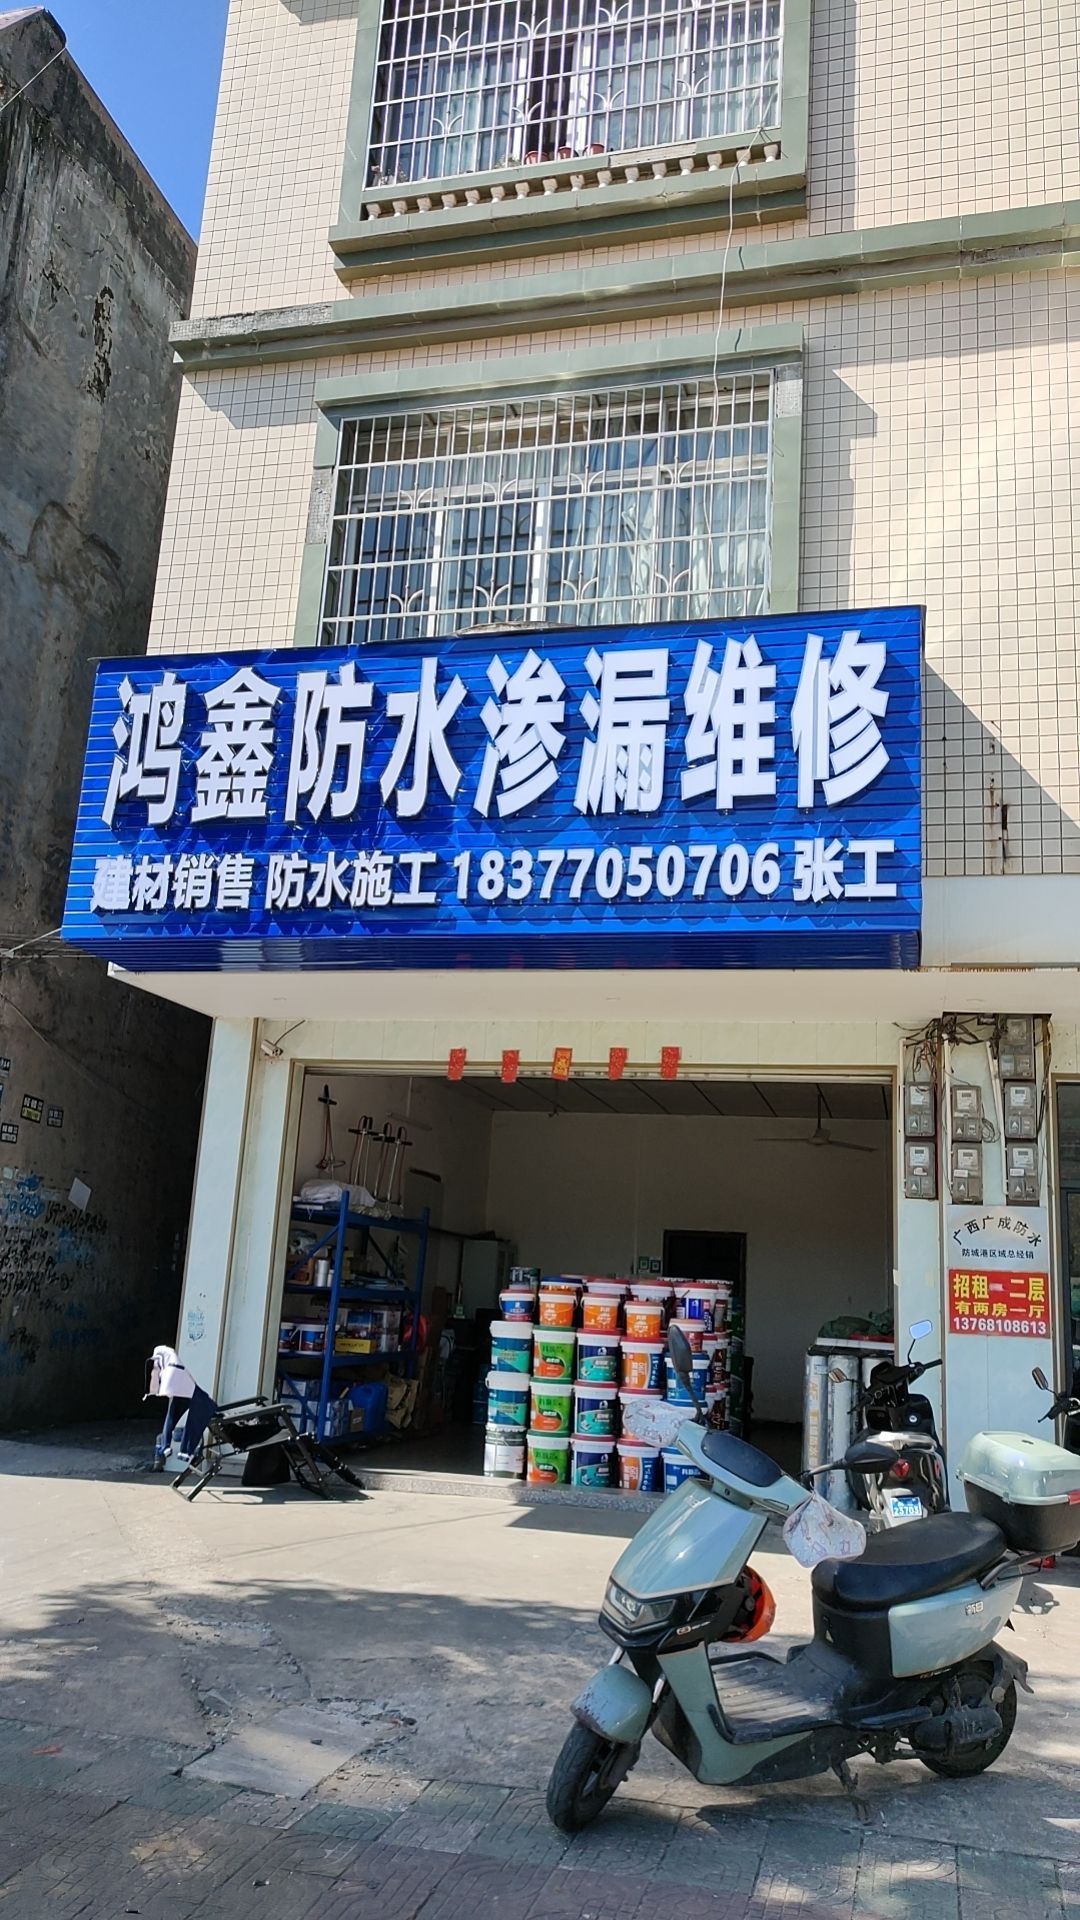 鸿鑫防水渗漏维修
建材销售 防水施工 18377050706 张工
广西广成防水
防城港区域总经销
招租 二层
有两房一厅
13768108613
23703